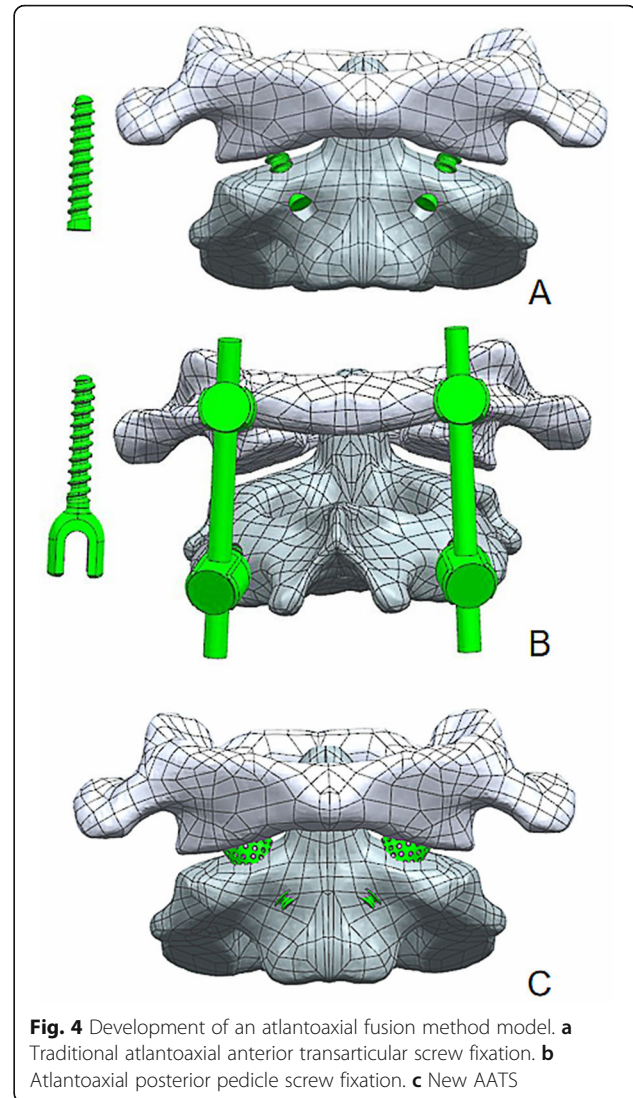 A
B
C
Fig. 4 Development of an atlantoaxial fusion method model. a
Traditional atlantoaxial anterior transarticular screw fixation. b
Atlantoaxial posterior pedicle screw fixation. c New AATS